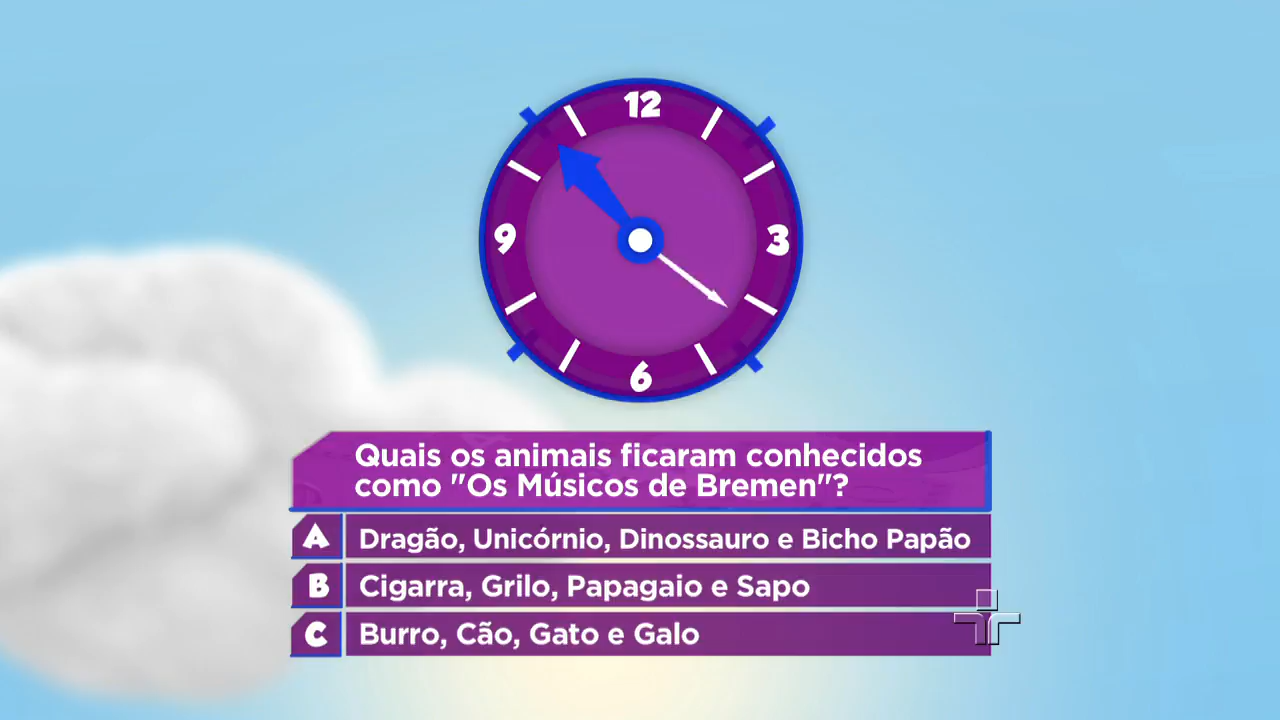 12
9
3
6
Quais os animais ficaram conhecidos
como "Os Músicos de Bremen"?
A Dragão, Unicórnio, Dinossauro e Bicho Papão
B Cigarra, Grilo, Papagaio e Sapo
C Burro, Cão, Gato e Galo